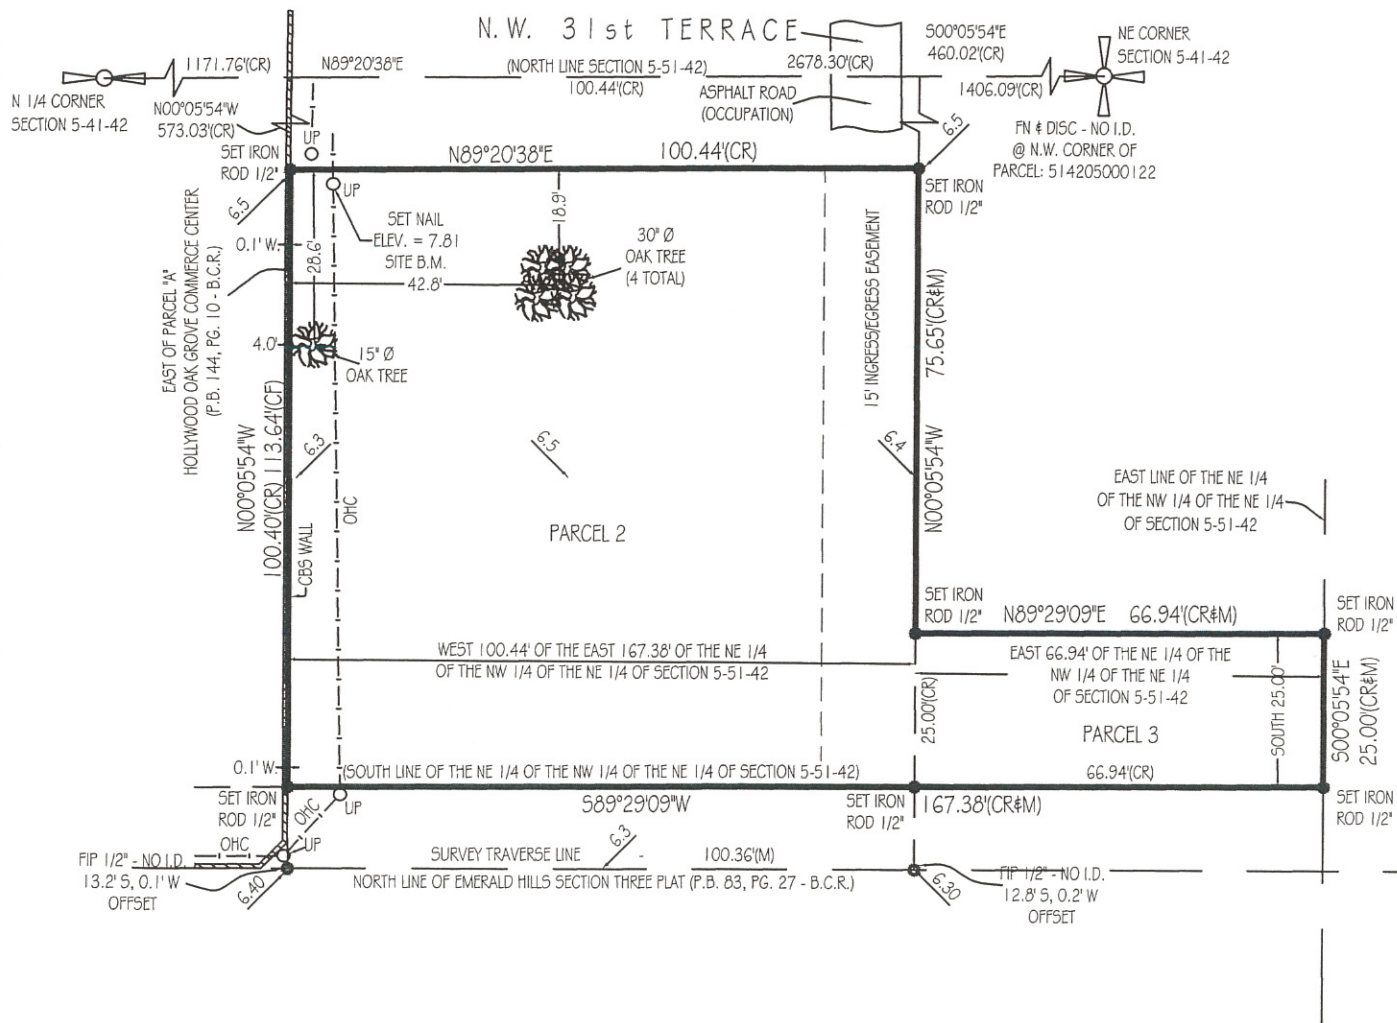 N.W. 31st TERRACE
S00°05'54"E
460.02'(CR)
NE CORNER
SECTION 5-41-42
1171.76'(CR)
N89°20'38"E
(NORTH LINE SECTION 5-51-42)
100.44'(CR)
2678.30'(CR)
1406.09'(CR)
N 1/4 CORNER
SECTION 5-41-42
N00°05'54"W
573.03'(CR)
ASPHALT ROAD
(OCCUPATION)
6.5
FN & DISC - NO I.D.
@ N.W. CORNER OF
PARCEL: 514205000122
UP
SET IRON
ROD 1/2"
N89°20'38"E
100.44'(CR)
SET IRON
ROD 1/2"
6.5
UP
SET NAIL
ELEV. = 7.81
SITE B.M.
18.9'
30" Ø
OAK TREE
(4 TOTAL)
0.1' W.
28.6'
42.8'
15' INGRESS/EGRESS EASEMENT
75.65'(CR&M)
N00°05'54"W
EAST OF PARCEL "A"
HOLLYWOOD OAK GROVE COMMERCE CENTER
(P.B. 144, PG. 10 - B.C.R.)
4.0'
15" Ø
OAK TREE
N00°05'54"W
100.40'(CR) 113.64'(CF)
6.3
6.5
6.4
OHC
CBS WALL
PARCEL 2
EAST LINE OF THE NE 1/4
OF THE NW 1/4 OF THE NE 1/4
OF SECTION 5-51-42
SET IRON
ROD 1/2"
N89°29'09"E
66.94'(CR&M)
SET IRON
ROD 1/2"
WEST 100.44' OF THE EAST 167.38' OF THE NE 1/4
OF THE NW 1/4 OF THE NE 1/4 OF SECTION 5-51-42
EAST 66.94' OF THE NE 1/4 OF THE
NW 1/4 OF THE NE 1/4
OF SECTION 5-51-42
25.00'(CR)
SOUTH 25.00'
S00°05'54"E
25.00'(CR&M)
PARCEL 3
0.1' W.
(SOUTH LINE OF THE NE 1/4 OF THE NW 1/4 OF THE NE 1/4 OF SECTION 5-51-42)
66.94'(CR)
SET IRON
ROD 1/2"
OHC
UP
S89°29'09"W
SET IRON
ROD 1/2"
167.38'(CR&M)
SET IRON
ROD 1/2"
OHC
UP
FIP 1/2" - NO I.D.
13.2' S, 0.1' W
OFFSET
6.40
SURVEY TRAVERSE LINE
6.3
100.36'(M)
NORTH LINE OF EMERALD HILLS SECTION THREE PLAT (P.B. 83, PG. 27 - B.C.R.)
6.30
FIP 1/2" - NO I.D.
12.8' S, 0.2' W
OFFSET